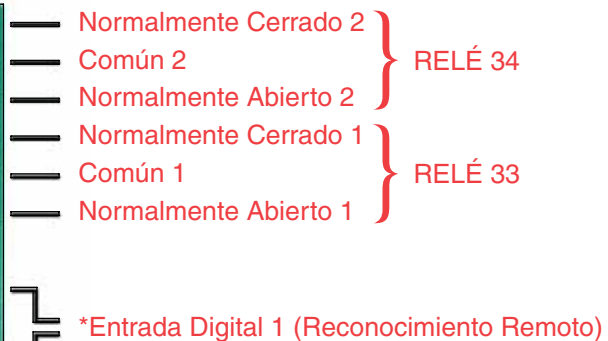 Normalmente Cerrado 2
Común 2
RELÉ 34
Normalmente Abierto 2
Normalmente Cerrado 1
Común 1
RELÉ 33
Normalmente Abierto 1
*Entrada Digital 1 (Reconocimiento Remoto)